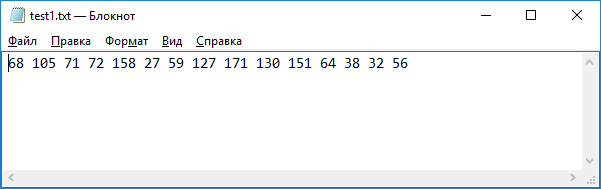 test1.txt — Блокнот
Файл Правка Формат Вид Справка
68 105 71 72 158 27 59 127 171 130 151 64 38 32 56